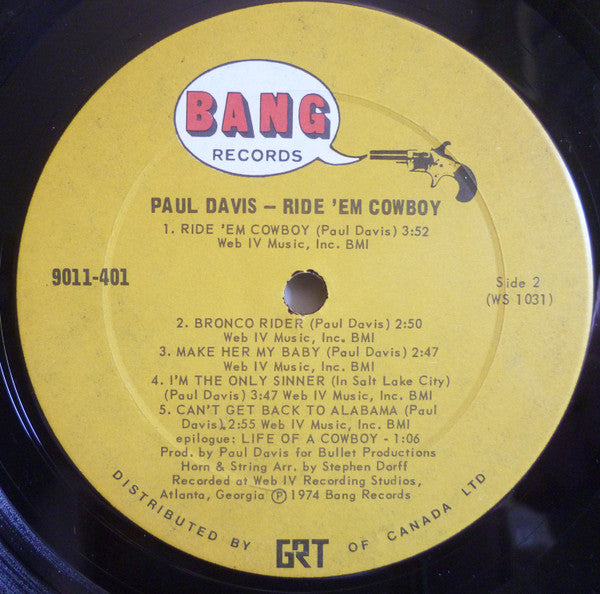 BANG
RECORDS
PAUL DAVIS — RIDE 'EM COWBOY
1. RIDE 'EM COWBOY (Paul Davis) 3:52
Web IV Music, Inc. BMI
9011-401
Side 2
(WS 1031)
2. BRONCO RIDER (Paul Davis) 2:50
Web IV Music, Inc. BMI
3. MAKE HER MY BABY (Paul Davis) 2:47
Web IV Music, Inc. BMI
4. I'M THE ONLY SINNER (In Salt Lake City)
(Paul Davis) 3:47 Web IV Music, Inc. BMI
5. CAN'T GET BACK TO ALABAMA (Paul
Davis) 2:55 Web IV Music, Inc. BMI
epilogue: LIFE OF A COWBOY - 1:06
Prod. by Paul Davis for Bullet Productions
Horn & String Arr. by Stephen Dorff
Recorded at Web IV Recording Studios,
Atlanta, Georgia ℗ 1974 Bang Records
DISTRIBUTED BY GRT OF CANADA LTD